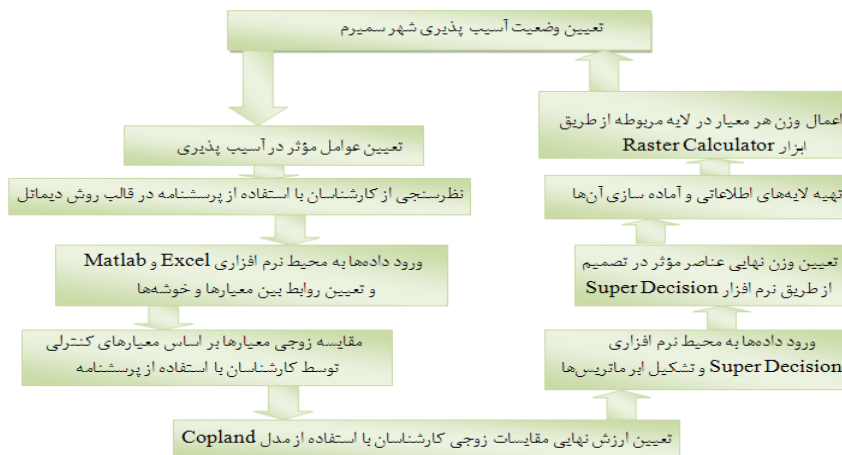 تعیین وضعیت آسیب پذیری شهر سمیرم
تعیین عوامل مؤثر در آسیب پذیری
نظرسنجی از کارشناسان با استفاده از پرسشنامه در قالب روش دیماتل
ورود داده‌ها به محیط نرم افزاری Excel و Matlab
و تعیین روابط بین معیارها و خوشه‌ها
مقایسه زوجی معیارها بر اساس معیارهای کنترلی
توسط کارشناسان با استفاده از پرسشنامه
تعیین ارزش نهایی مقایسات زوجی کارشناسان با استفاده از مدل Copland
ورود داده‌ها به محیط نرم افزاری
Super Decision و تشکیل ابر ماتریس‌ها
تعیین وزن نهایی عناصر مؤثر در تصمیم
از طریق نرم افزار Super Decision
تهیه لایه‌های اطلاعاتی و آماده سازی آن‌ها
اعمال وزن هر معیار در لایه مربوطه از طریق
ابزار Raster Calculator